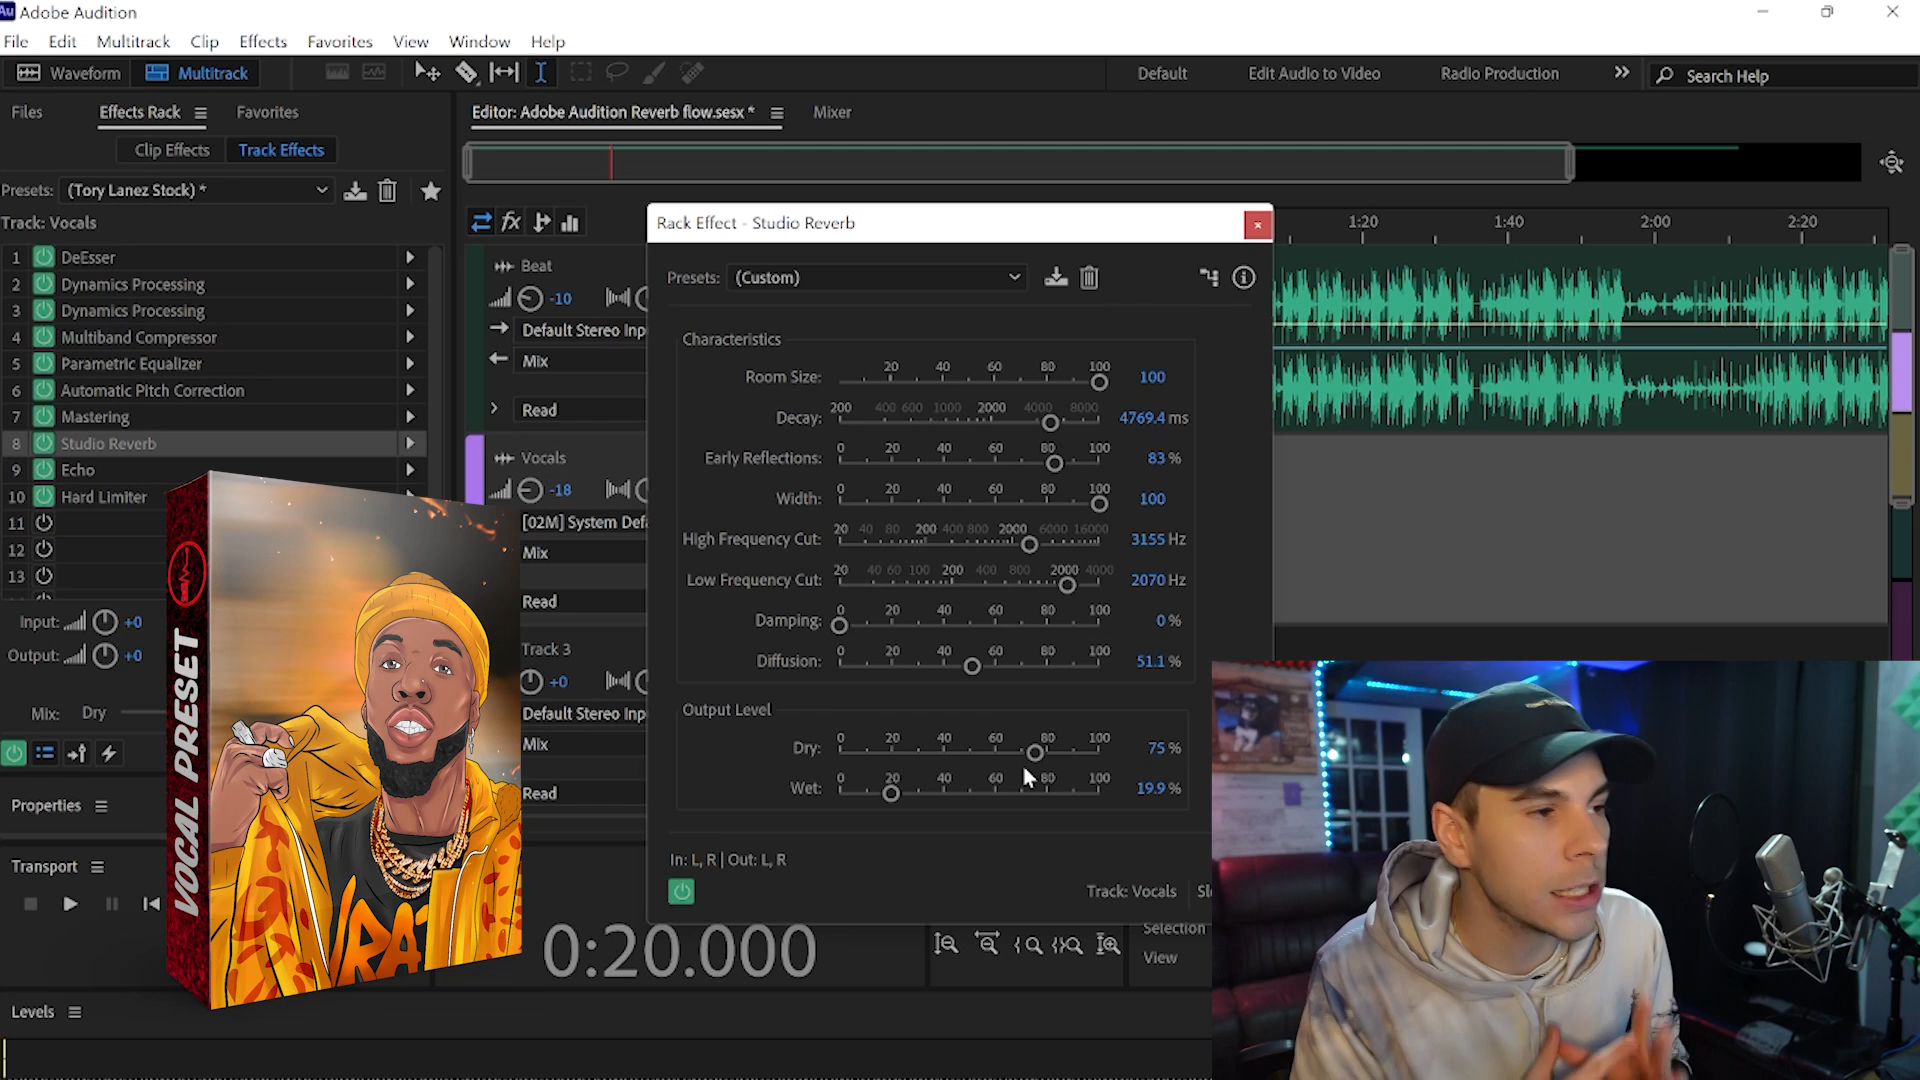 Au Adobe Audition
File Edit Multitrack Clip Effects Favorites View Window Help
Waveform Multitrack Default Edit Audio to Video Radio Production Search Help
Files Effects Rack Favorites
Editor: Adobe Audition Reverb flow.sesx * Mixer
Clip Effects Track Effects
Presets: (Tory Lanez Stock) *
Track: Vocals
1 DeEsser
2 Dynamics Processing
3 Dynamics Processing
4 Multiband Compressor
5 Parametric Equalizer
6 Automatic Pitch Correction
7 Mastering
8 Studio Reverb
9 Echo
10 Hard Limiter
11
12
13
Input: +0
Output: +0
Mix: Dry
Properties
Transport
Levels
VOCAL PRESET
fx
Beat
-10
Default Stereo Inp
Mix
Read
Vocals
-18
[02M] System Defa
Mix
Read
Track 3
+0
Default Stereo Inp
Mix
Read
1:20 1:40 2:00 2:20
Rack Effect - Studio Reverb
Presets: (Custom)
Characteristics
20 40 60 80 100
Room Size: 100
200 400 600 1000 2000 4000 8000
Decay: 4769.4 ms
0 20 40 60 80 100
Early Reflections: 83 %
0 20 40 60 80 100
Width: 100
20 40 80 200 400 800 2000 6000 16000
High Frequency Cut: 3155 Hz
20 40 60 100 200 400 800 2000 4000
Low Frequency Cut: 2070 Hz
0 20 40 60 80 100
Damping: 0 %
0 20 40 60 80 100
Diffusion: 51.1 %
Output Level
0 20 40 60 80 100
Dry: 75 %
0 20 40 60 80 100
Wet: 19.9 %
In: L, R | Out: L, R
Track: Vocals
0:20.000
Selection
View